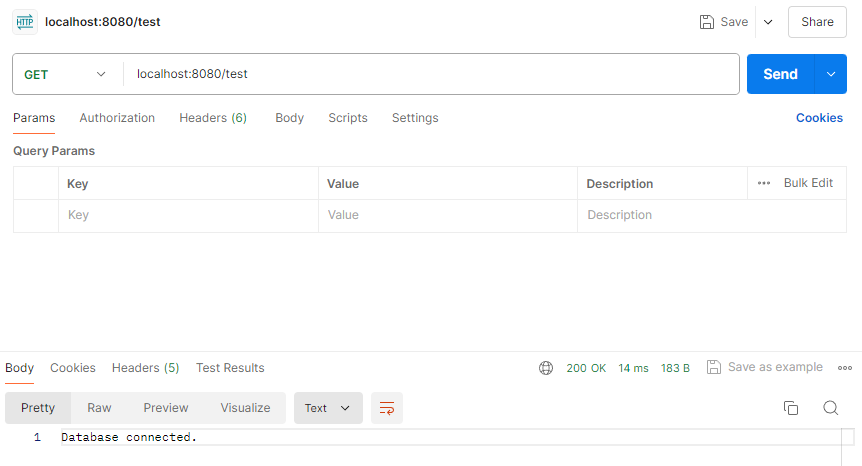 HTTP localhost:8080/test Save Share
GET localhost:8080/test Send
Params Authorization Headers (6) Body Scripts Settings Cookies
Query Params
Key Value Description ••• Bulk Edit
Key Value Description
Body Cookies Headers (5) Test Results 200 OK 14 ms 183 B Save as example
Pretty Raw Preview Visualize Text
1 Database connected.